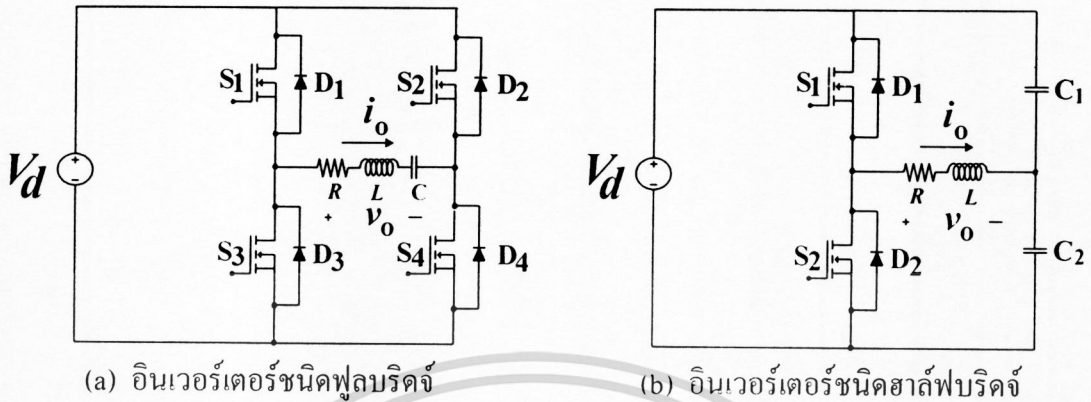 S1
D1
S2
D2
io
Vd
R
L
C
+ vo −
S3
D3
S4
D4
(a) อินเวอร์เตอร์ชนิดฟูลบริดจ์
S1
D1
C1
io
Vd
R
L
+ vo −
S2
D2
C2
(b) อินเวอร์เตอร์ชนิดฮาล์ฟบริดจ์